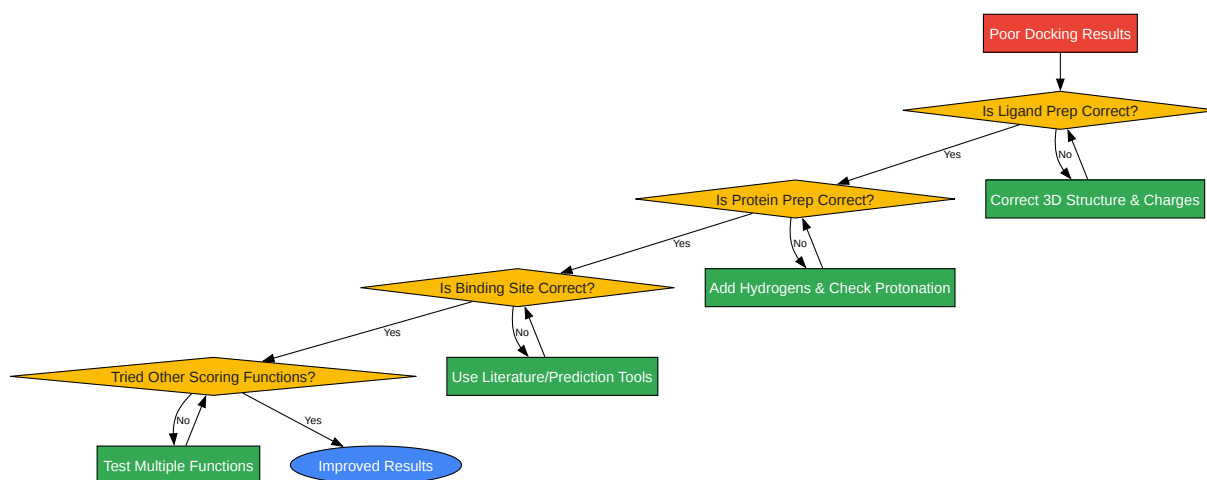 Poor Docking Results
Is Ligand Prep Correct?
Yes
No
Is Protein Prep Correct?
Correct 3D Structure & Charges
Yes
No
Is Binding Site Correct?
Add Hydrogens & Check Protonation
Yes
No
Tried Other Scoring Functions?
Use Literature/Prediction Tools
No
Yes
Test Multiple Functions
Improved Results